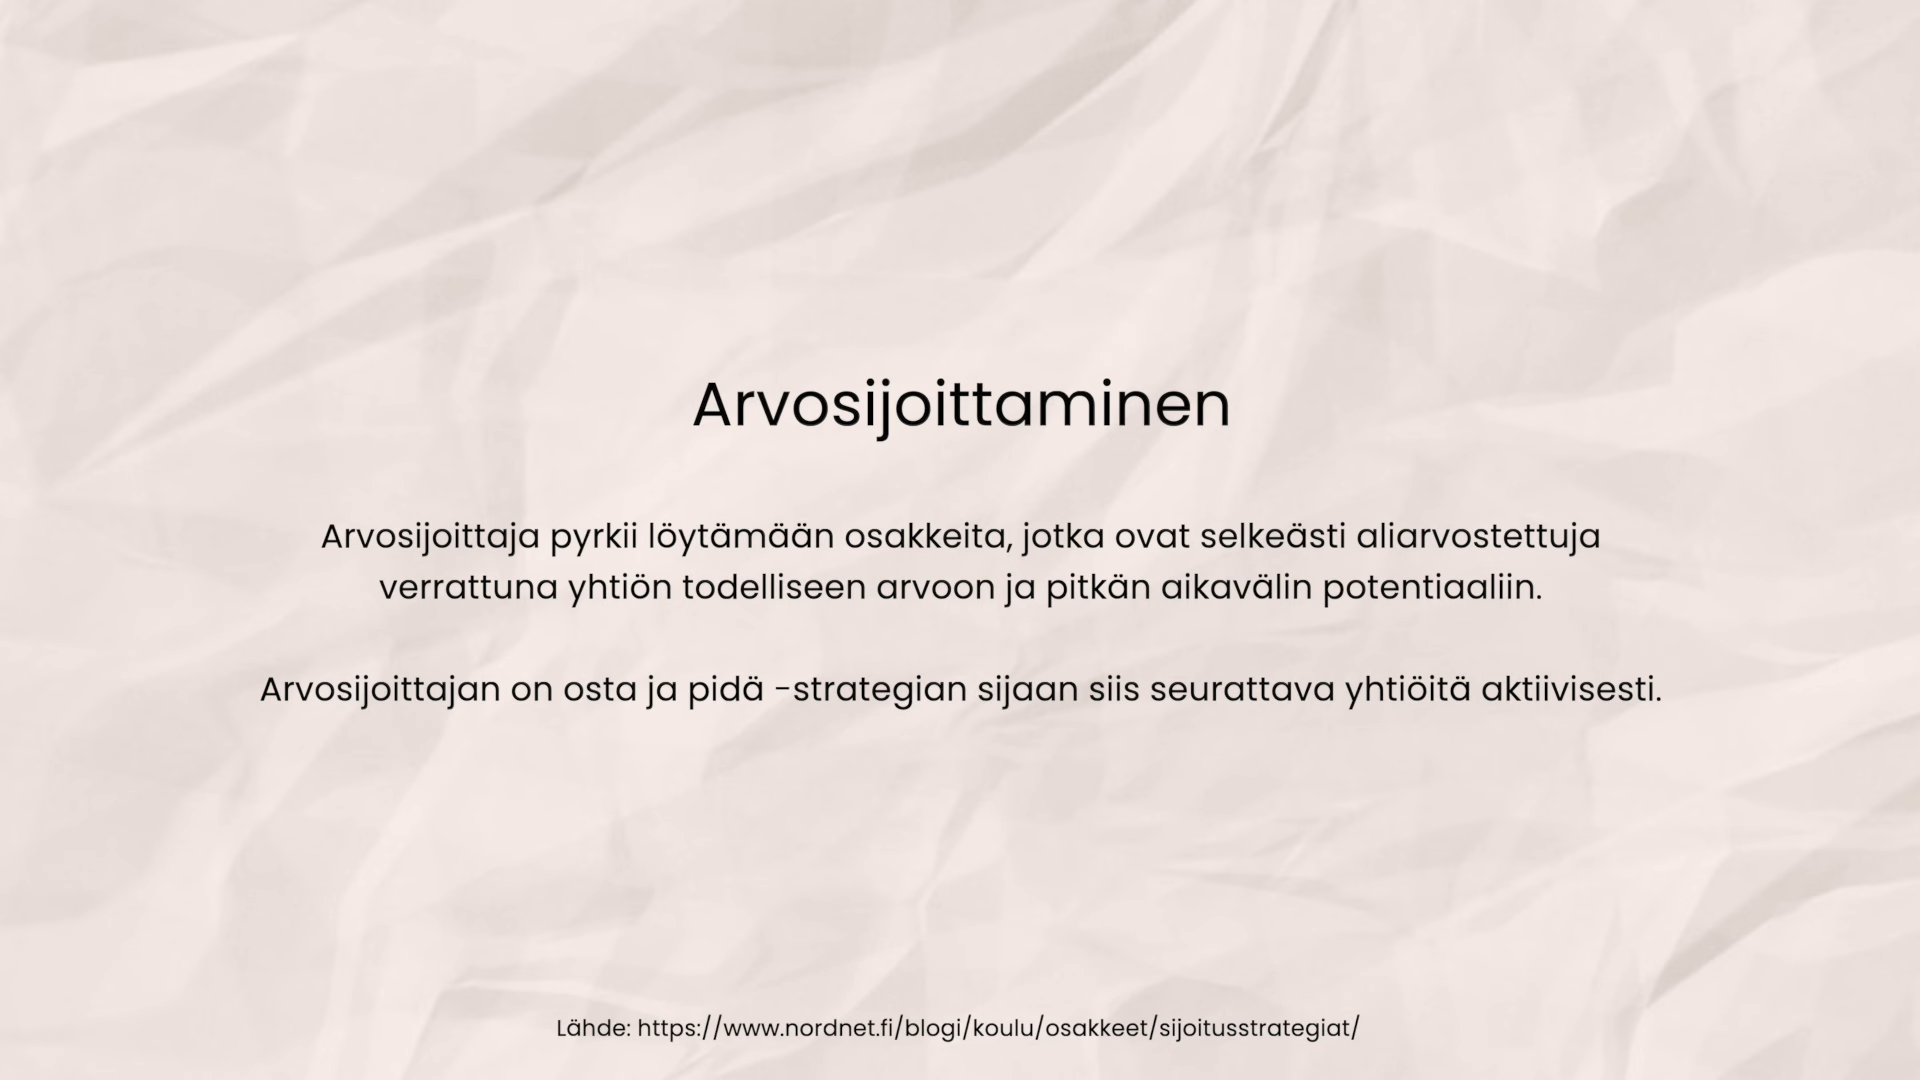 Arvosijoittaminen
Arvosijoittaja pyrkii löytämään osakkeita, jotka ovat selkeästi aliarvostettuja
verrattuna yhtiön todelliseen arvoon ja pitkän aikavälin potentiaaliin.
Arvosijoittajan on osta ja pidä -strategian sijaan siis seurattava yhtiöitä aktiivisesti.
Lähde: https://www.nordnet.fi/blogi/koulu/osakkeet/sijoitusstrategiat/